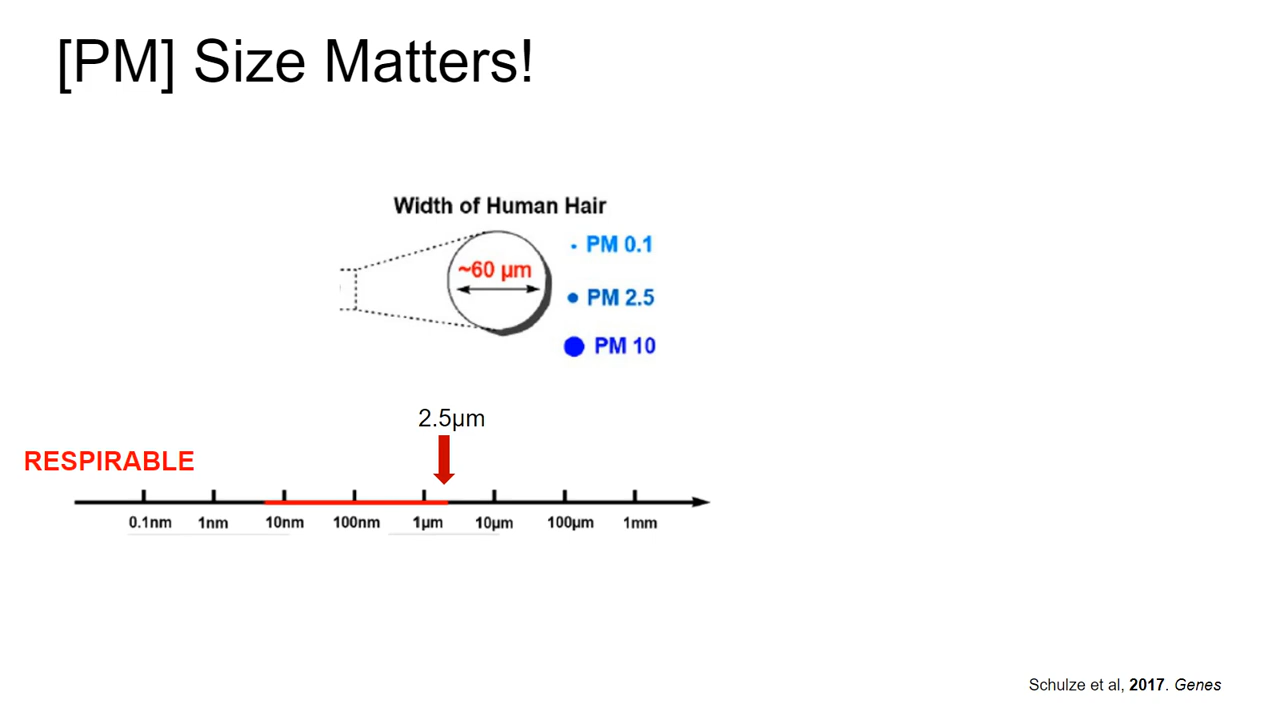 [PM] Size Matters!
Width of Human Hair
~60 µm
PM 0.1
PM 2.5
PM 10
2.5µm
RESPIRABLE
0.1nm 1nm 10nm 100nm 1µm 10µm 100µm 1mm
Schulze et al, 2017. Genes